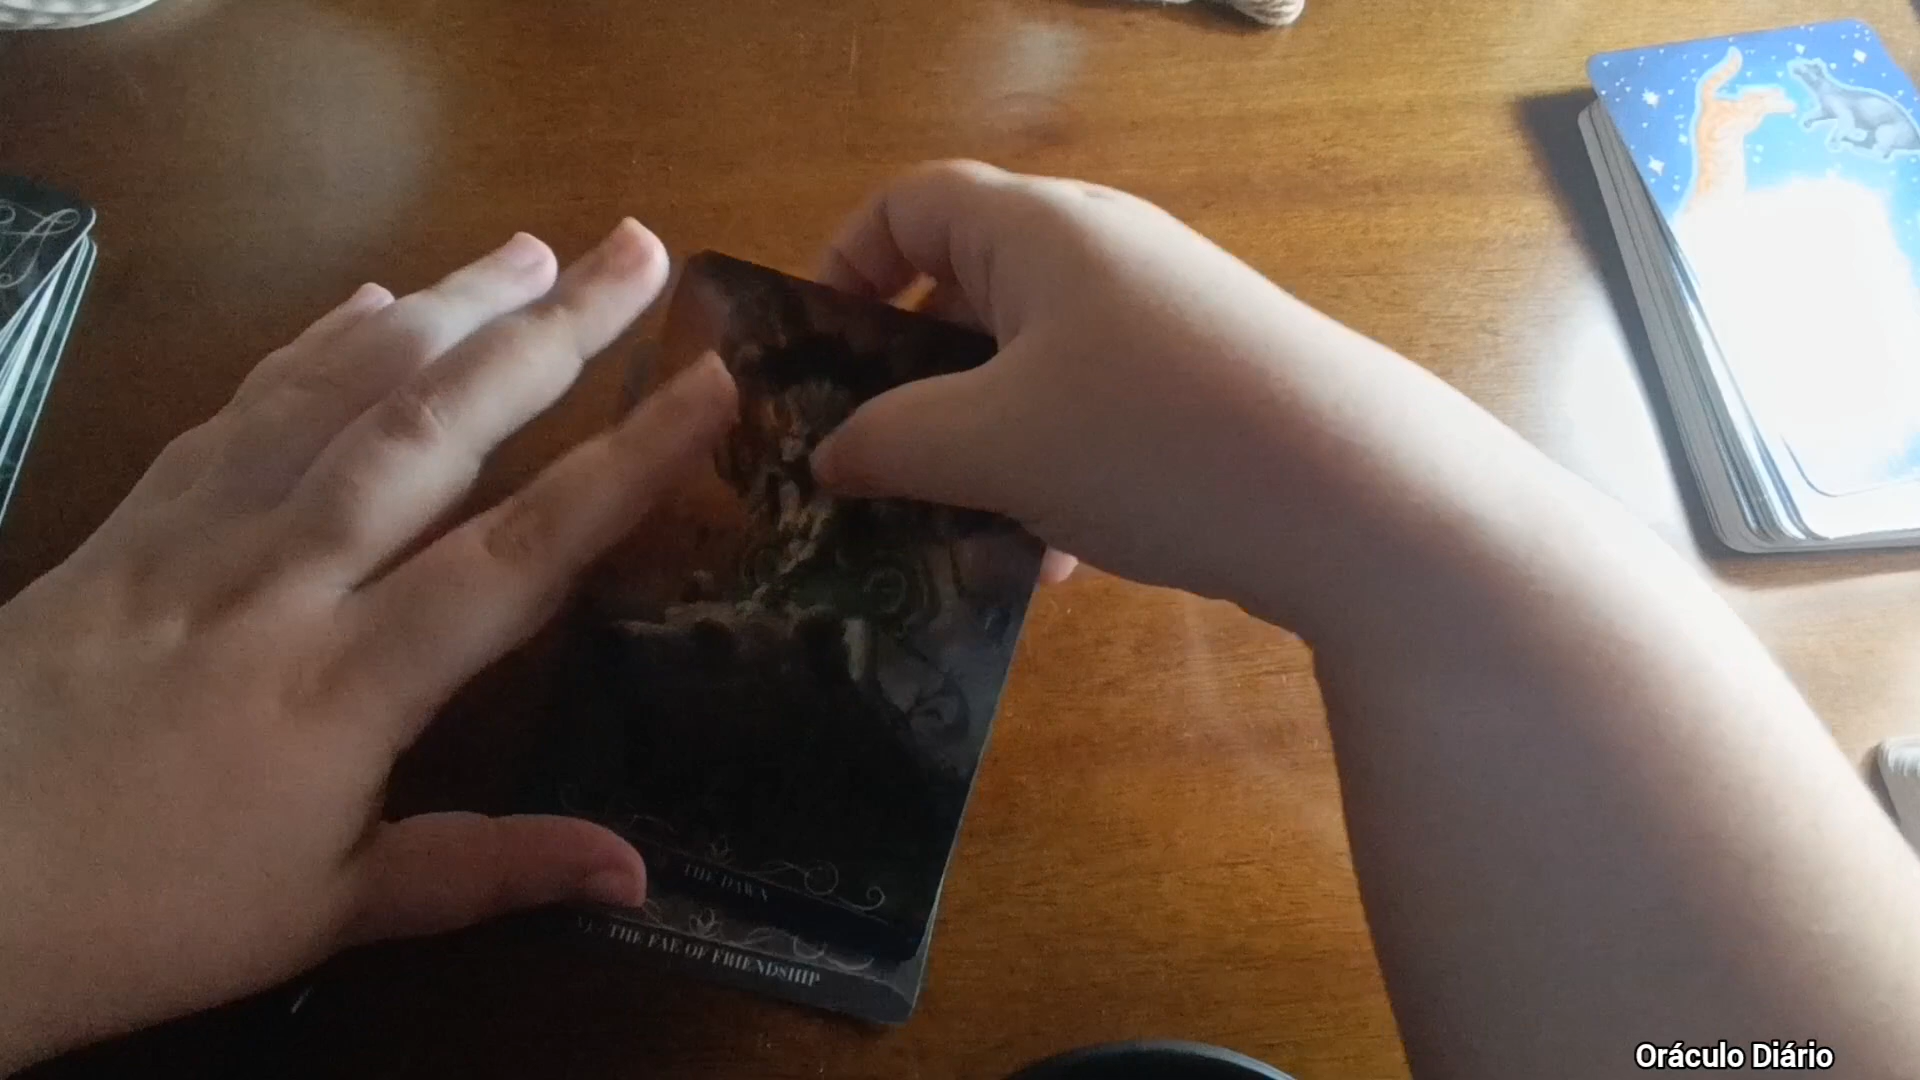 THE DAWN
THE FAE OF FRIENDSHIP
Oráculo Diário